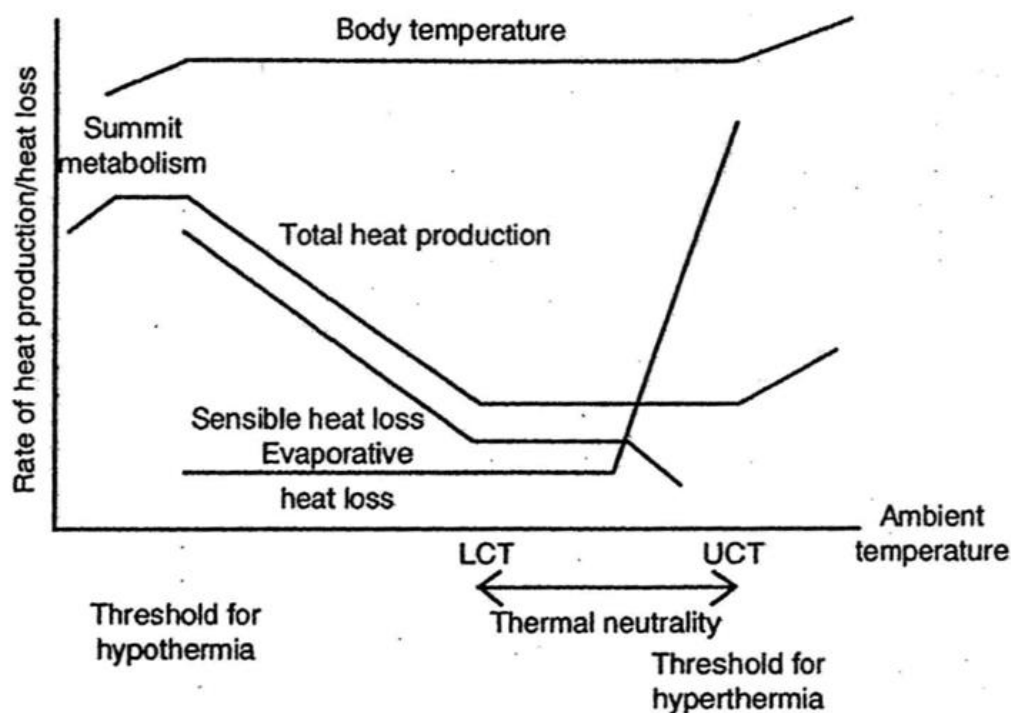 Rate of heat production/heat loss
Body temperature
Summit
metabolism
Total heat production
Sensible heat loss
Evaporative
heat loss
Ambient
temperature
LCT
UCT
Thermal neutrality
Threshold for
hypothermia
Threshold for
hyperthermia